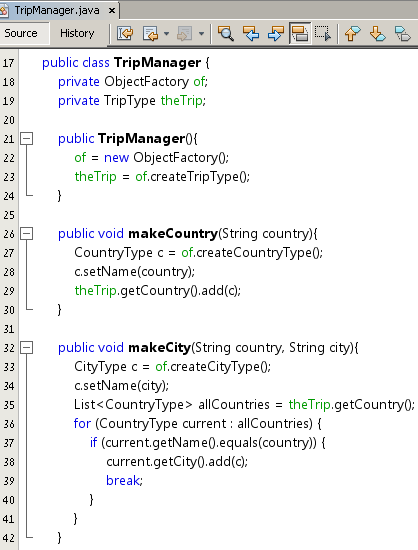 TripManager.java ×
Source History
17 public class TripManager {
18 private ObjectFactory of;
19 private TripType theTrip;
20
21 public TripManager(){
22 of = new ObjectFactory();
23 theTrip = of.createTripType();
24 }
25
26 public void makeCountry(String country){
27 CountryType c = of.createCountryType();
28 c.setName(country);
29 theTrip.getCountry().add(c);
30 }
31
32 public void makeCity(String country, String city){
33 CityType c = of.createCityType();
34 c.setName(city);
35 List<CountryType> allCountries = theTrip.getCountry();
36 for (CountryType current : allCountries) {
37 if (current.getName().equals(country)) {
38 current.getCity().add(c);
39 break;
40 }
41 }
42 }